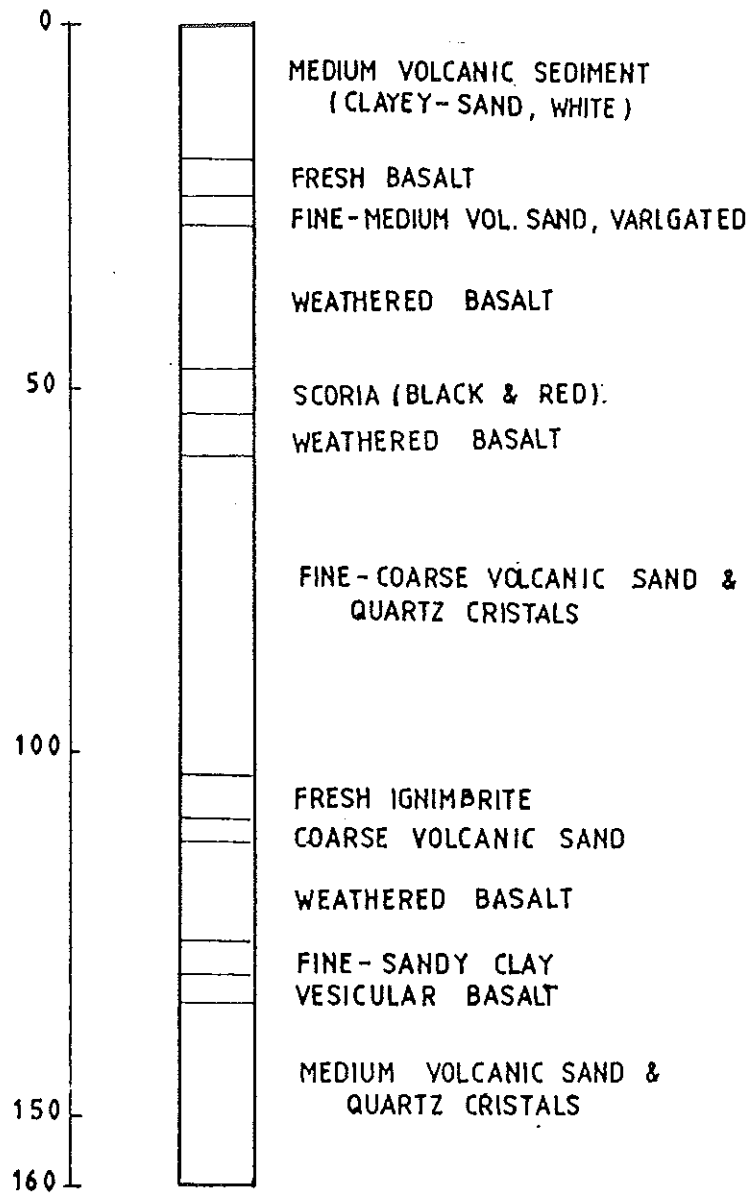 0
MEDIUM VOLCANIC SEDIMENT
(CLAYEY-SAND, WHITE)
FRESH BASALT
FINE-MEDIUM VOL. SAND, VARIGATED
WEATHERED BASALT
50
SCORIA (BLACK & RED).
WEATHERED BASALT
FINE-COARSE VOLCANIC SAND &
QUARTZ CRISTALS
100
FRESH IGNIMBRITE
COARSE VOLCANIC SAND
WEATHERED BASALT
FINE-SANDY CLAY
VESICULAR BASALT
MEDIUM VOLCANIC SAND &
QUARTZ CRISTALS
150
160